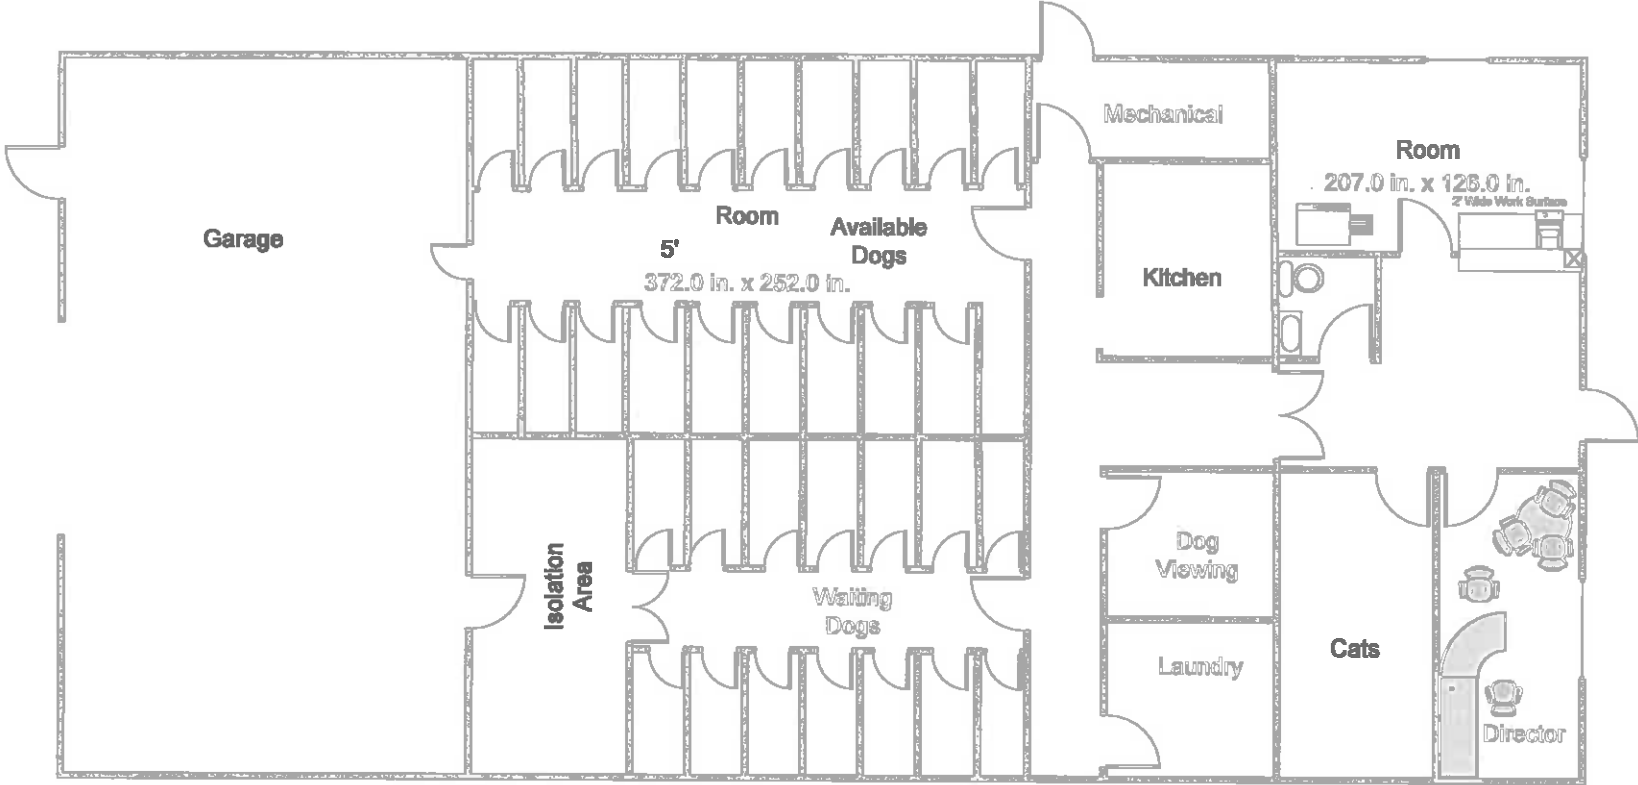 Mechanical
Room
207.0 in. x 126.0 in.
2' Wide Work Surface
Garage
Room
Available
Dogs
5'
372.0 in. x 252.0 in.
Kitchen
Isolation
Area
Waiting
Dogs
Dog
Viewing
Laundry
Cats
Director